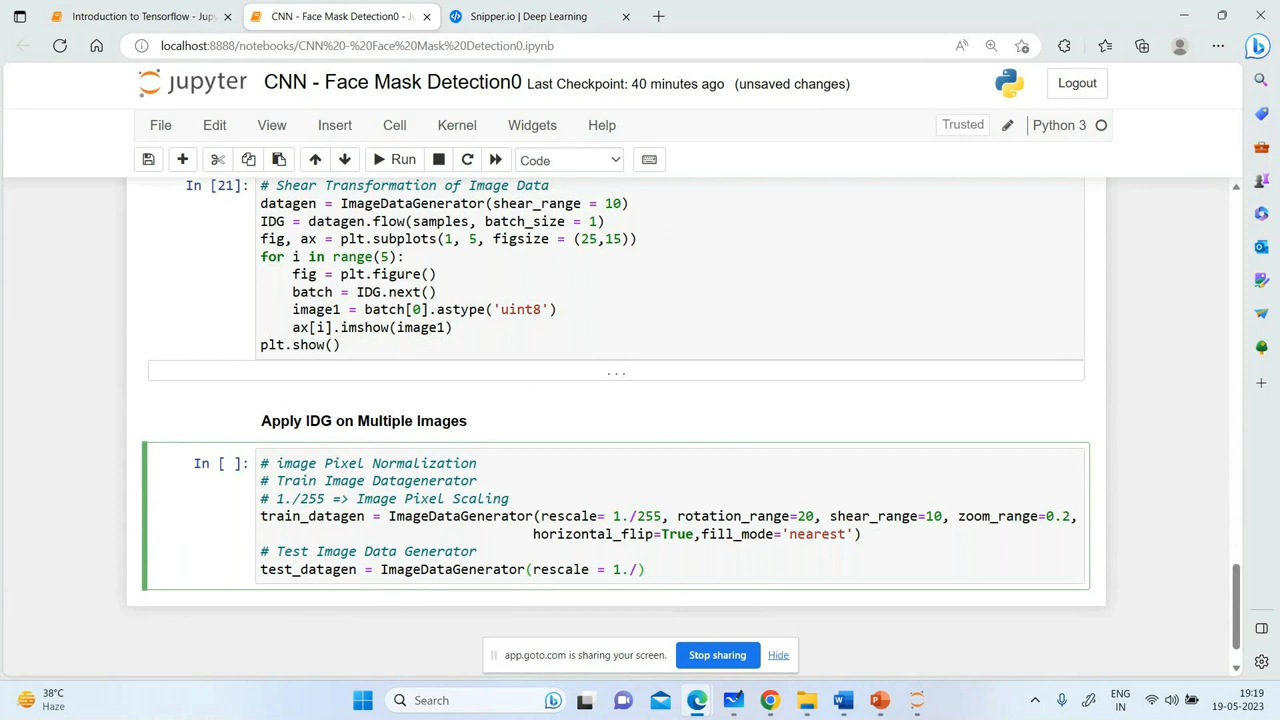 Introduction to Tensorflow - Jup
CNN - Face Mask Detection0 - J
Snipper.io | Deep Learning
localhost:8888/notebooks/CNN%20-%20Face%20Mask%20Detection0.ipynb
jupyter CNN - Face Mask Detection0 Last Checkpoint: 40 minutes ago (unsaved changes)
Logout
File Edit View Insert Cell Kernel Widgets Help
Trusted Python 3
Run Code
In [21]: # Shear Transformation of Image Data
datagen = ImageDataGenerator(shear_range = 10)
IDG = datagen.flow(samples, batch_size = 1)
fig, ax = plt.subplots(1, 5, figsize = (25,15))
for i in range(5):
    fig = plt.figure()
    batch = IDG.next()
    image1 = batch[0].astype('uint8')
    ax[i].imshow(image1)
plt.show()
...
Apply IDG on Multiple Images
In [ ]: # image Pixel Normalization
# Train Image Datagenerator
# 1./255 => Image Pixel Scaling
train_datagen = ImageDataGenerator(rescale= 1./255, rotation_range=20, shear_range=10, zoom_range=0.2,
horizontal_flip=True,fill_mode='nearest')
# Test Image Data Generator
test_datagen = ImageDataGenerator(rescale = 1./)
app.goto.com is sharing your screen. Stop sharing Hide
38°C
Haze
Search
ENG
IN
19:19
19-05-2023